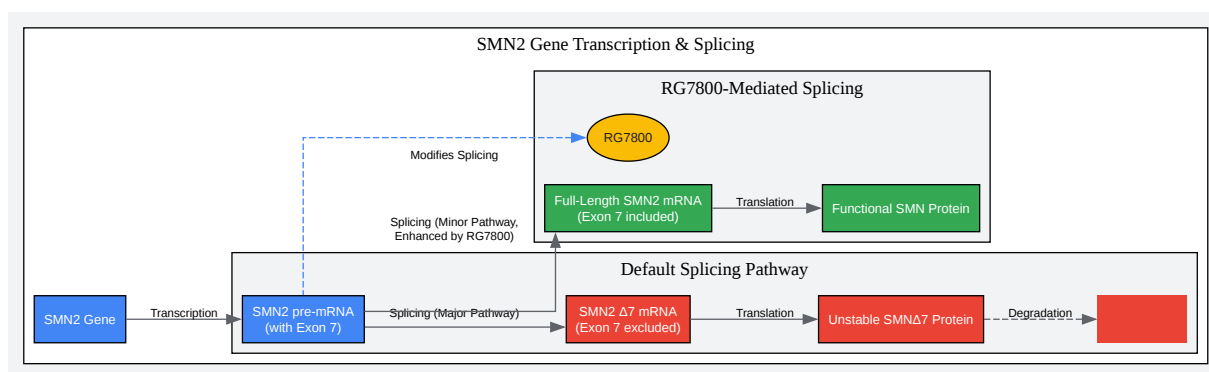 SMN2 Gene Transcription & Splicing
RG7800-Mediated Splicing
RG7800
Modifies Splicing
Full-Length SMN2 mRNA
(Exon 7 included)
Translation
Functional SMN Protein
Splicing (Minor Pathway,
Enhanced by RG7800)
Default Splicing Pathway
SMN2 Gene
Transcription
SMN2 pre-mRNA
(with Exon 7)
Splicing (Major Pathway)
SMN2 Δ7 mRNA
(Exon 7 excluded)
Translation
Unstable SMNΔ7 Protein
Degradation